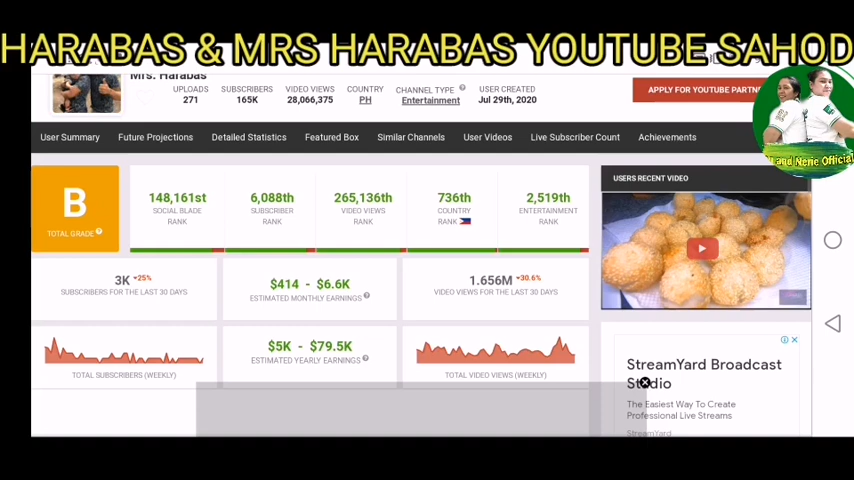 HARABAS & MRS HARABAS YOUTUBE SAHOD
Mrs. Harabas
UPLOADS
271
SUBSCRIBERS
165K
VIDEO VIEWS
28,066,375
COUNTRY
PH
CHANNEL TYPE
Entertainment
USER CREATED
Jul 29th, 2020
APPLY FOR YOUTUBE PARTN
User Summary Future Projections Detailed Statistics Featured Box Similar Channels User Videos Live Subscriber Count Achievements
B
TOTAL GRADE
148,161st
SOCIAL BLADE
RANK
6,088th
SUBSCRIBER
RANK
265,136th
VIDEO VIEWS
RANK
736th
COUNTRY
RANK
2,519th
ENTERTAINMENT
RANK
3K 25%
SUBSCRIBERS FOR THE LAST 30 DAYS
$414 - $6.6K
ESTIMATED MONTHLY EARNINGS
1.656M 30.6%
VIDEO VIEWS FOR THE LAST 30 DAYS
TOTAL SUBSCRIBERS (WEEKLY)
$5K - $79.5K
ESTIMATED YEARLY EARNINGS
TOTAL VIDEO VIEWS (WEEKLY)
and Nerie Official
USERS RECENT VIDEO
StreamYard Broadcast
Studio
The Easiest Way To Create
Professional Live Streams
StreamYard